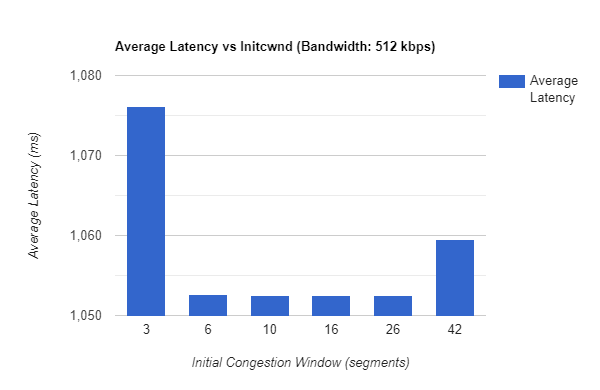 Average Latency vs Initcwnd (Bandwidth: 512 kbps)
1,080
1,070
1,060
1,050
Average Latency (ms)
3 6 10 16 26 42
Initial Congestion Window (segments)
Average
Latency